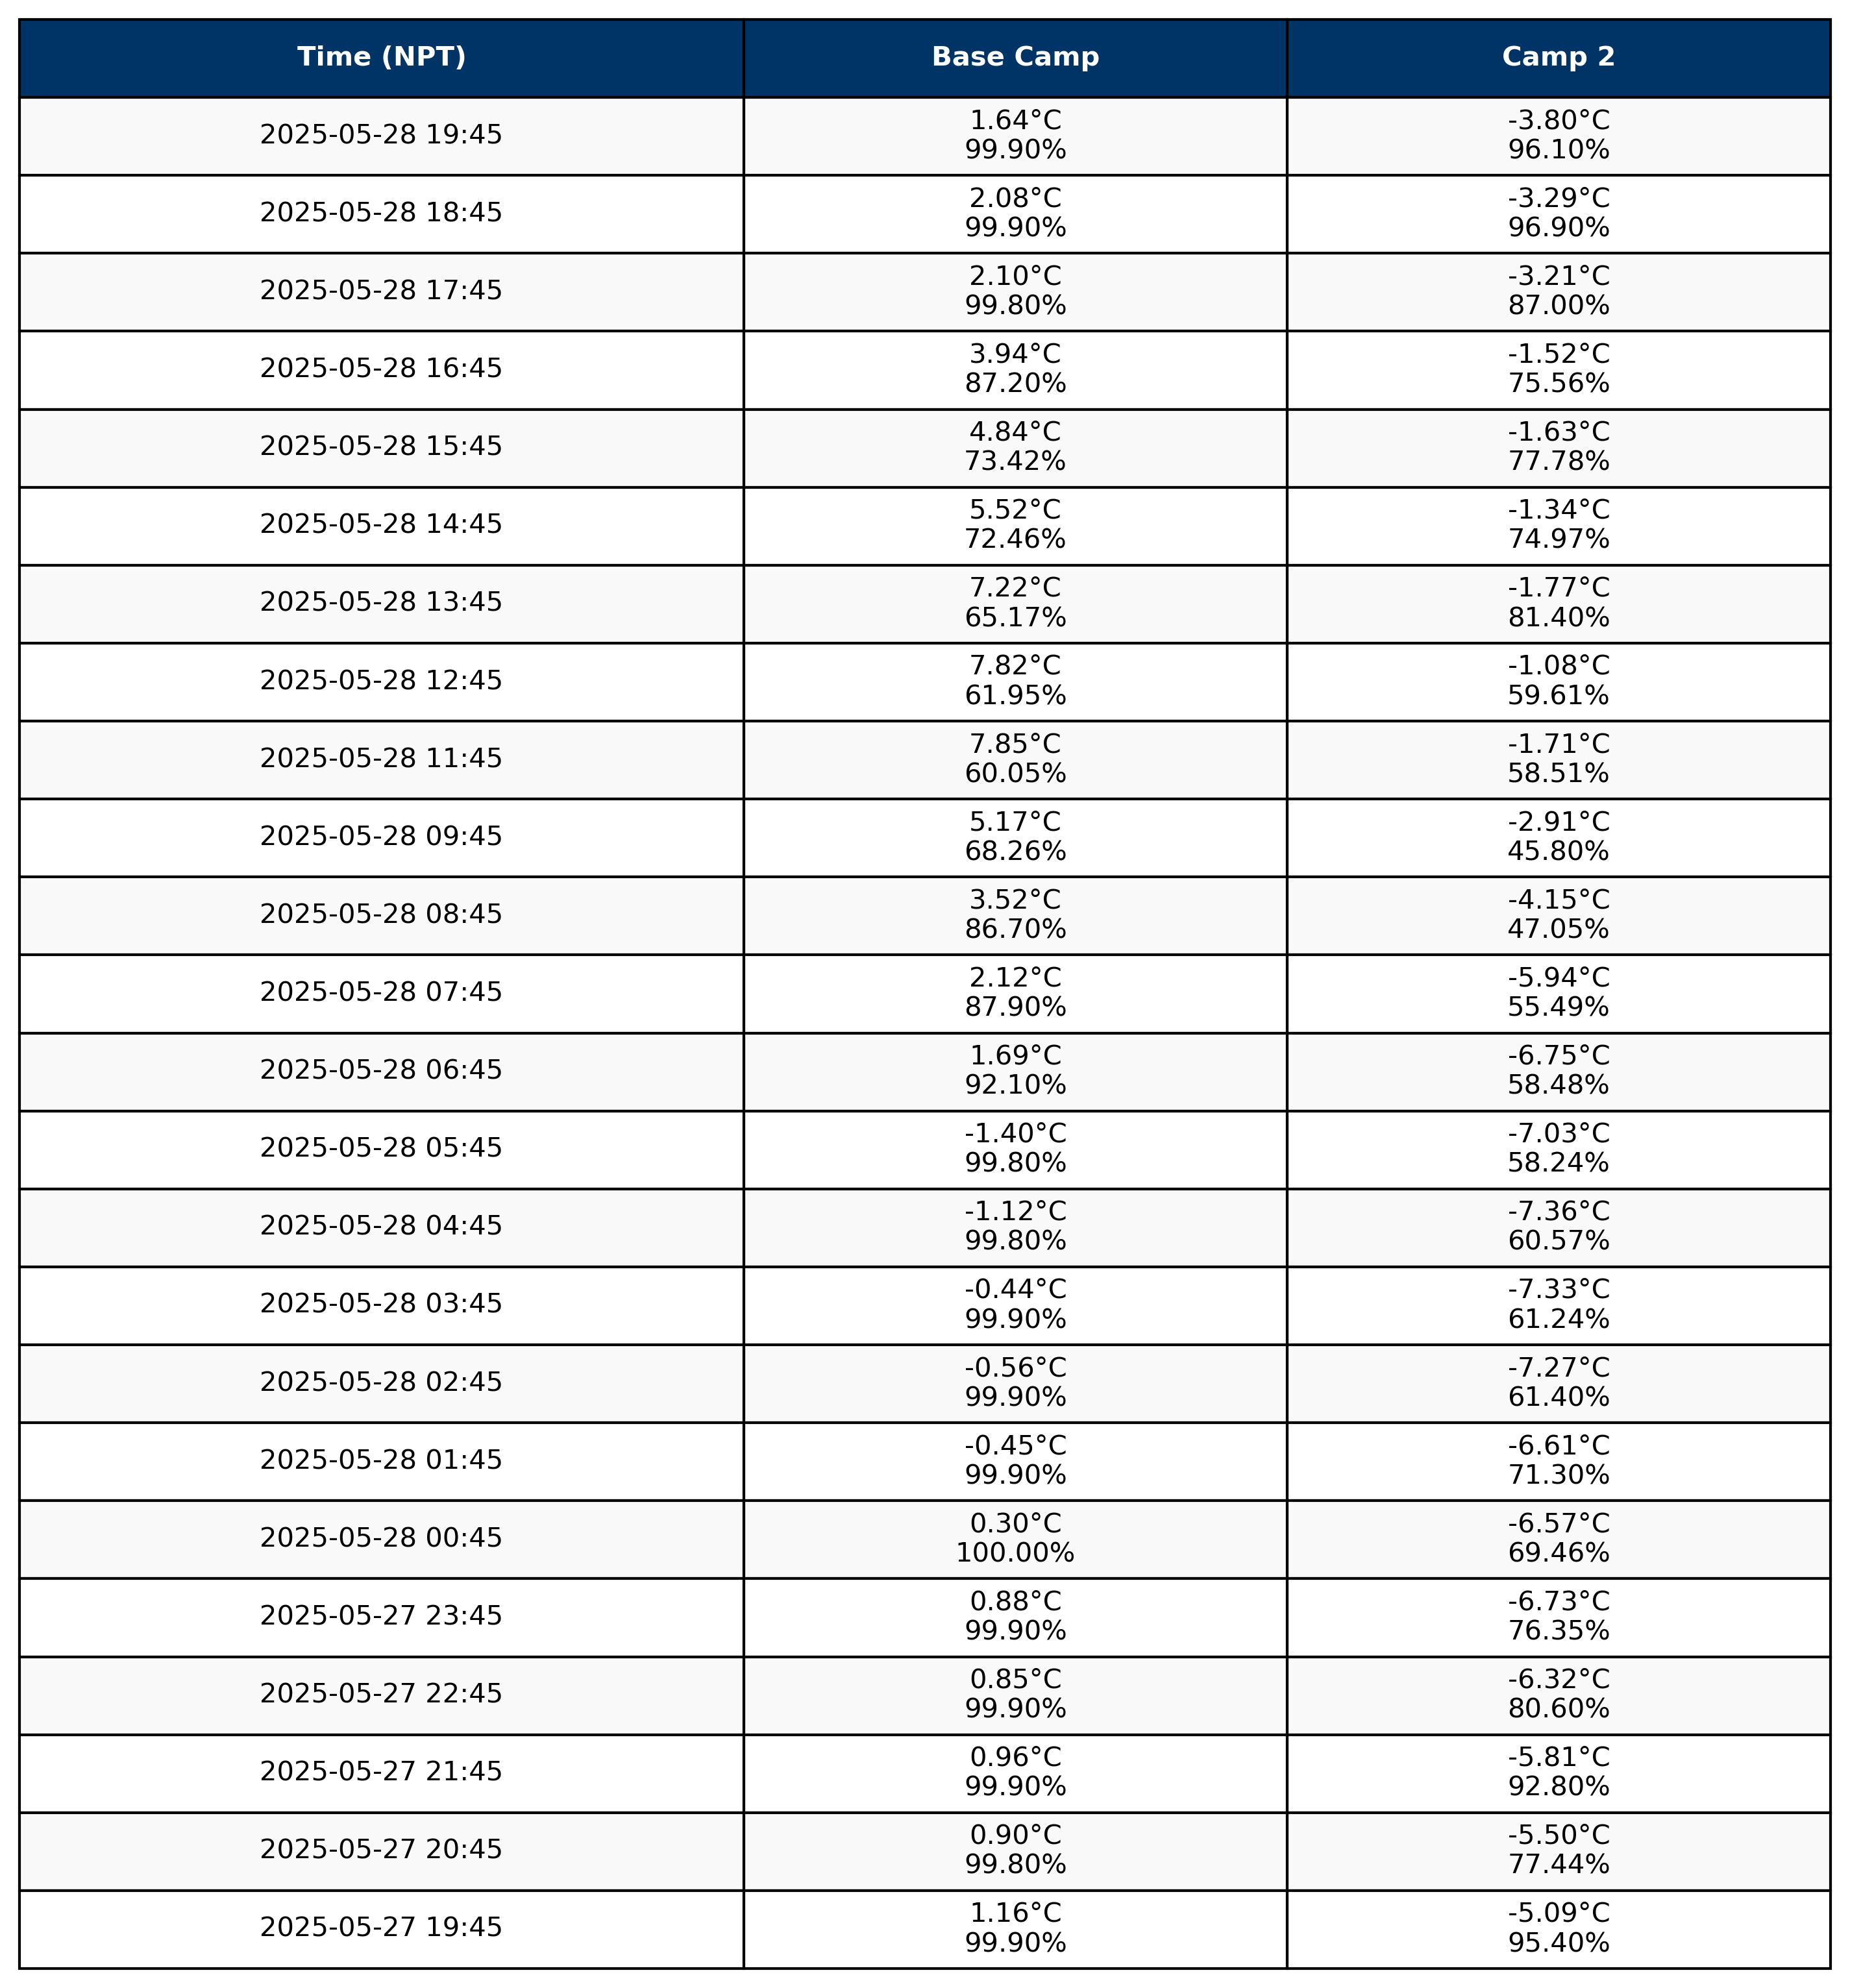 Time (NPT) Base Camp Camp 2
2025-05-28 19:45 1.64°C -3.80°C
99.90% 96.10%
2025-05-28 18:45 2.08°C -3.29°C
99.90% 96.90%
2025-05-28 17:45 2.10°C -3.21°C
99.80% 87.00%
2025-05-28 16:45 3.94°C -1.52°C
87.20% 75.56%
2025-05-28 15:45 4.84°C -1.63°C
73.42% 77.78%
2025-05-28 14:45 5.52°C -1.34°C
72.46% 74.97%
2025-05-28 13:45 7.22°C -1.77°C
65.17% 81.40%
2025-05-28 12:45 7.82°C -1.08°C
61.95% 59.61%
2025-05-28 11:45 7.85°C -1.71°C
60.05% 58.51%
2025-05-28 09:45 5.17°C -2.91°C
68.26% 45.80%
2025-05-28 08:45 3.52°C -4.15°C
86.70% 47.05%
2025-05-28 07:45 2.12°C -5.94°C
87.90% 55.49%
2025-05-28 06:45 1.69°C -6.75°C
92.10% 58.48%
2025-05-28 05:45 -1.40°C -7.03°C
99.80% 58.24%
2025-05-28 04:45 -1.12°C -7.36°C
99.80% 60.57%
2025-05-28 03:45 -0.44°C -7.33°C
99.90% 61.24%
2025-05-28 02:45 -0.56°C -7.27°C
99.90% 61.40%
2025-05-28 01:45 -0.45°C -6.61°C
99.90% 71.30%
2025-05-28 00:45 0.30°C -6.57°C
100.00% 69.46%
2025-05-27 23:45 0.88°C -6.73°C
99.90% 76.35%
2025-05-27 22:45 0.85°C -6.32°C
99.90% 80.60%
2025-05-27 21:45 0.96°C -5.81°C
99.90% 92.80%
2025-05-27 20:45 0.90°C -5.50°C
99.80% 77.44%
2025-05-27 19:45 1.16°C -5.09°C
99.90% 95.40%